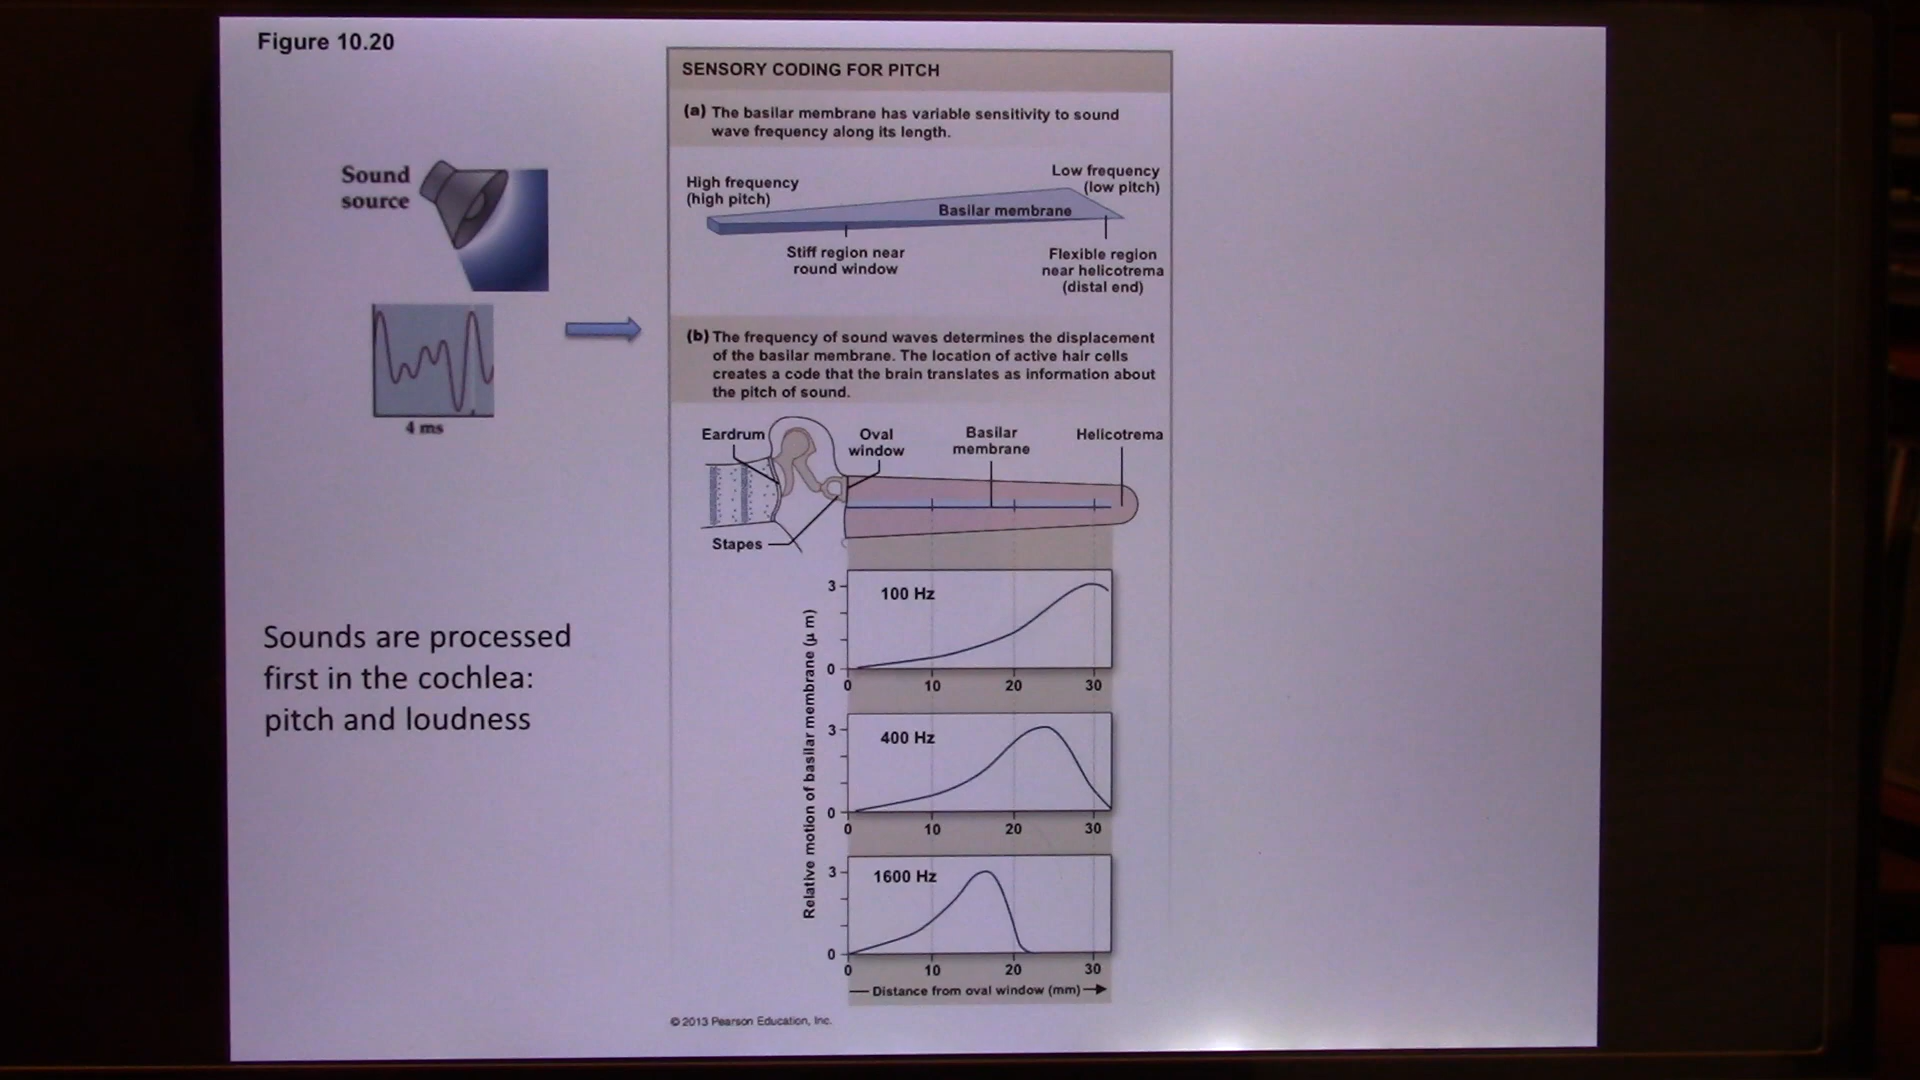 Figure 10.20
Sound
source
4 ms
Sounds are processed
first in the cochlea:
pitch and loudness
SENSORY CODING FOR PITCH
(a) The basilar membrane has variable sensitivity to sound
wave frequency along its length.
High frequency
(high pitch)
Low frequency
(low pitch)
Basilar membrane
Stiff region near
round window
Flexible region
near helicotrema
(distal end)
(b) The frequency of sound waves determines the displacement
of the basilar membrane. The location of active hair cells
creates a code that the brain translates as information about
the pitch of sound.
Eardrum
Oval
window
Basilar
membrane
Helicotrema
Stapes
Relative motion of basilar membrane (μ m)
3
100 Hz
0
0 10 20 30
3
400 Hz
0
0 10 20 30
3
1600 Hz
0
0 10 20 30
Distance from oval window (mm)
© 2013 Pearson Education, Inc.